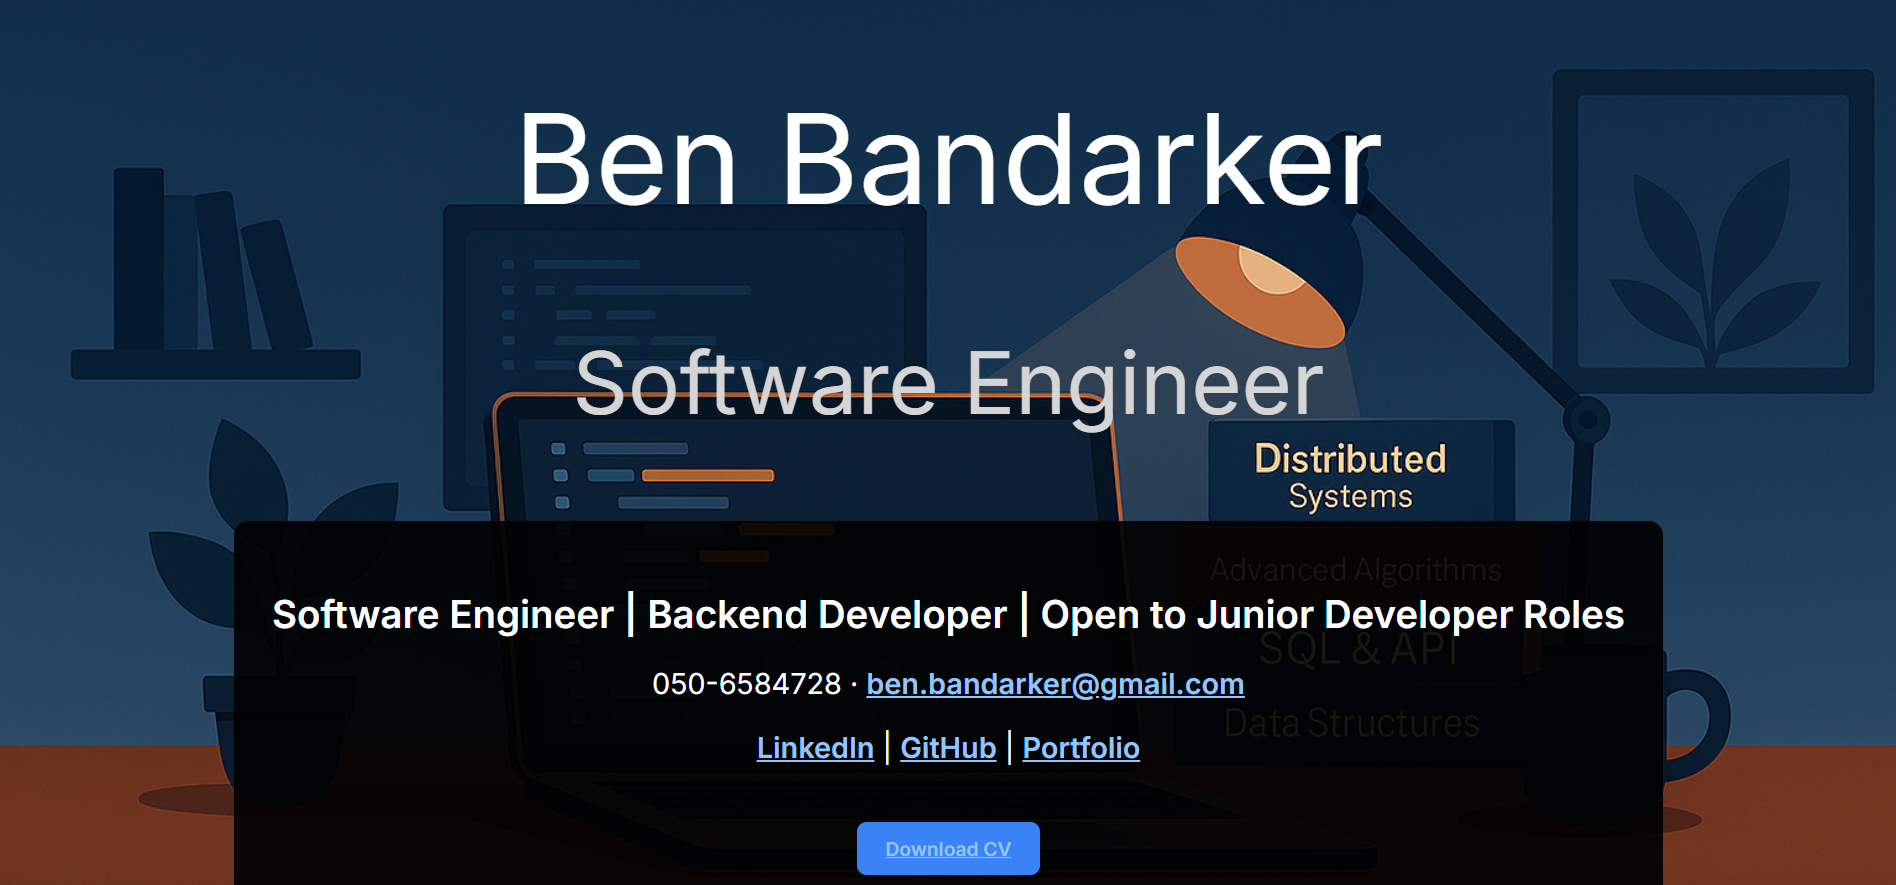 Ben Bandarker
Software Engineer
Distributed
Systems
Advanced Algorithms
Software Engineer | Backend Developer | Open to Junior Developer Roles
SQL & API
050-6584728 · ben.bandarker@gmail.com
Data Structures
LinkedIn | GitHub | Portfolio
Download CV